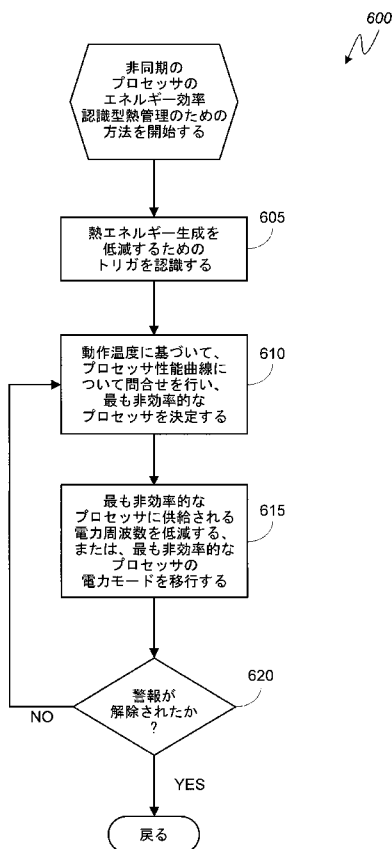 600
非同期の
プロセッサの
エネルギー効率
認識型熱管理のための
方法を開始する
熱エネルギー生成を
低減するための
トリガを認識する
605
動作温度に基づいて、
プロセッサ性能曲線に
ついて問合せを行い、
最も非効率的な
プロセッサを決定する
610
最も非効率的な
プロセッサに供給される
電力周波数を低減する、
または、最も非効率的な
プロセッサの
電力モードを移行する
615
警報が
解除されたか
?
620
NO
YES
戻る